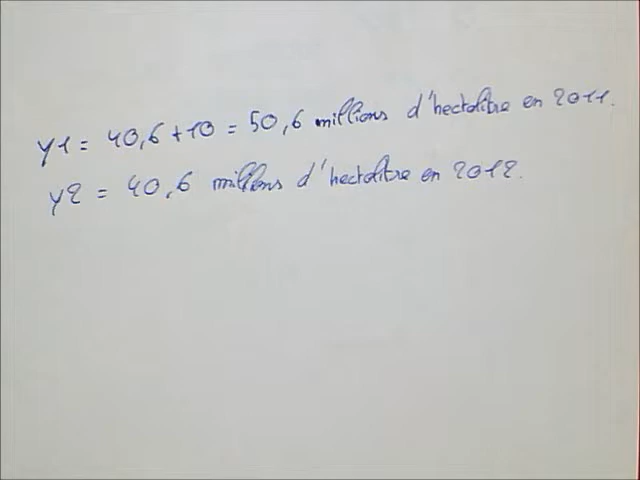 y1 = 40,6 + 10 = 50,6 millions d'hectolitre en 2011.
y2 = 40,6 millions d'hectolitre en 2012.